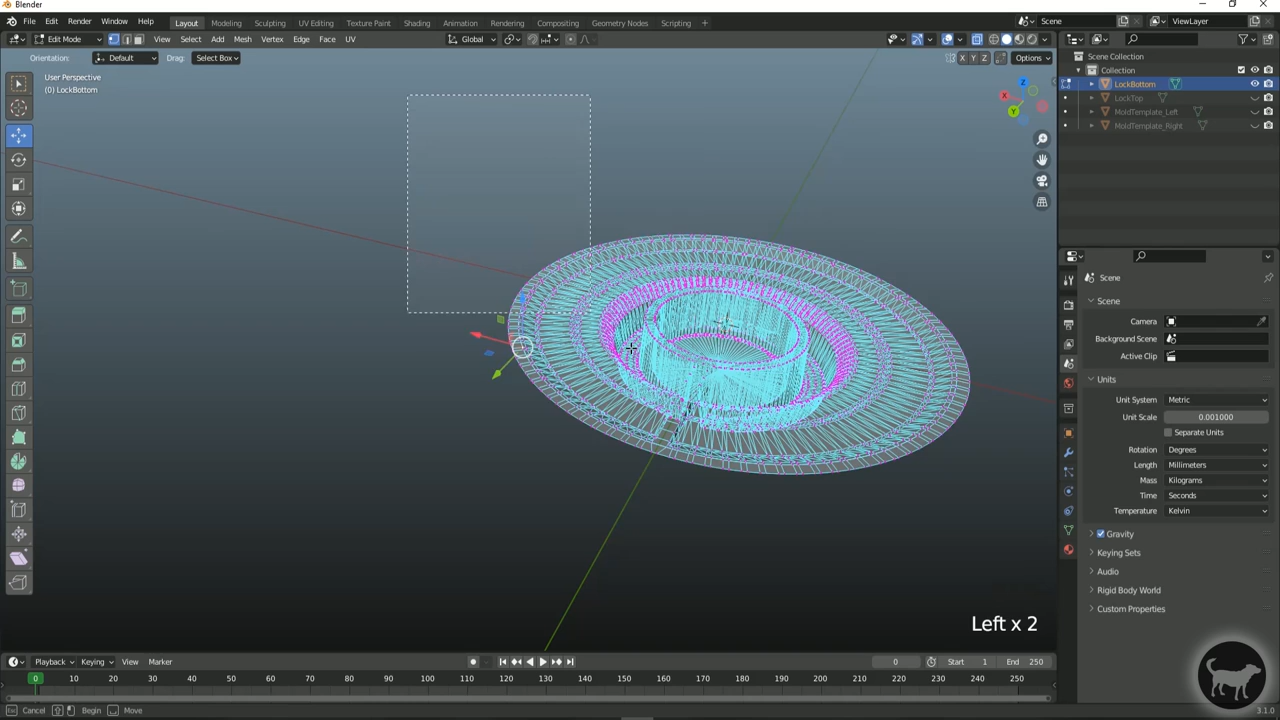 Blender
File Edit Render Window Help Layout Modeling Sculpting UV Editing Texture Paint Shading Animation Rendering Compositing Geometry Nodes Scripting + Scene ViewLayer
Edit Mode View Select Add Mesh Vertex Edge Face UV Global
Orientation: Default Drag: Select Box X Y Z Options
User Perspective
(0) LockBottom
X
Y
Z
Scene Collection
Collection
LockBottom
LockTop
MoldTemplate_Left
MoldTemplate_Right
Scene
Scene
Camera
Background Scene
Active Clip
Units
Unit System Metric
Unit Scale 0.001000
Separate Units
Rotation Degrees
Length Millimeters
Mass Kilograms
Time Seconds
Temperature Kelvin
Gravity
Keying Sets
Audio
Rigid Body World
Custom Properties
Left x 2
Playback Keying View Marker 0 Start 1 End 250
0 10 20 30 40 50 60 70 80 90 100 110 120 130 140 150 160 170 180 190 200 210 220 230 240 250
Cancel Begin Move 3.1.0